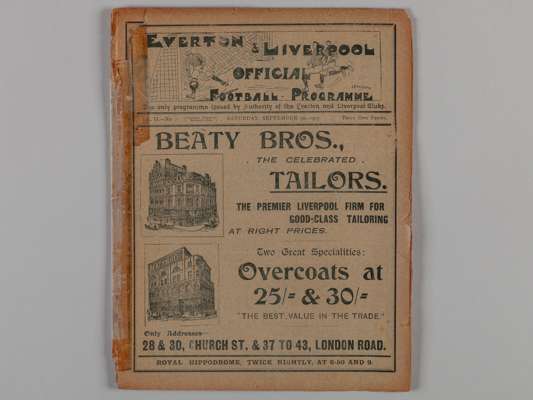 EVERTON & LIVERPOOL
OFFICIAL
FOOTBALL PROGRAMME
The only programme issued by Authority of the Everton and Liverpool Clubs.
SATURDAY, SEPTEMBER
Price One Penny.
BEATY BROS.,
THE CELEBRATED
TAILORS.
THE PREMIER LIVERPOOL FIRM FOR
GOOD-CLASS TAILORING
AT RIGHT PRICES.
Two Great Specialities:
Overcoats at
25/= & 30/=
"THE BEST VALUE IN THE TRADE."
Only Addresses
28 & 30, CHURCH ST. & 37 TO 43, LONDON ROAD.
ROYAL HIPPODROME, TWICE NIGHTLY, AT 6-50 AND 9.